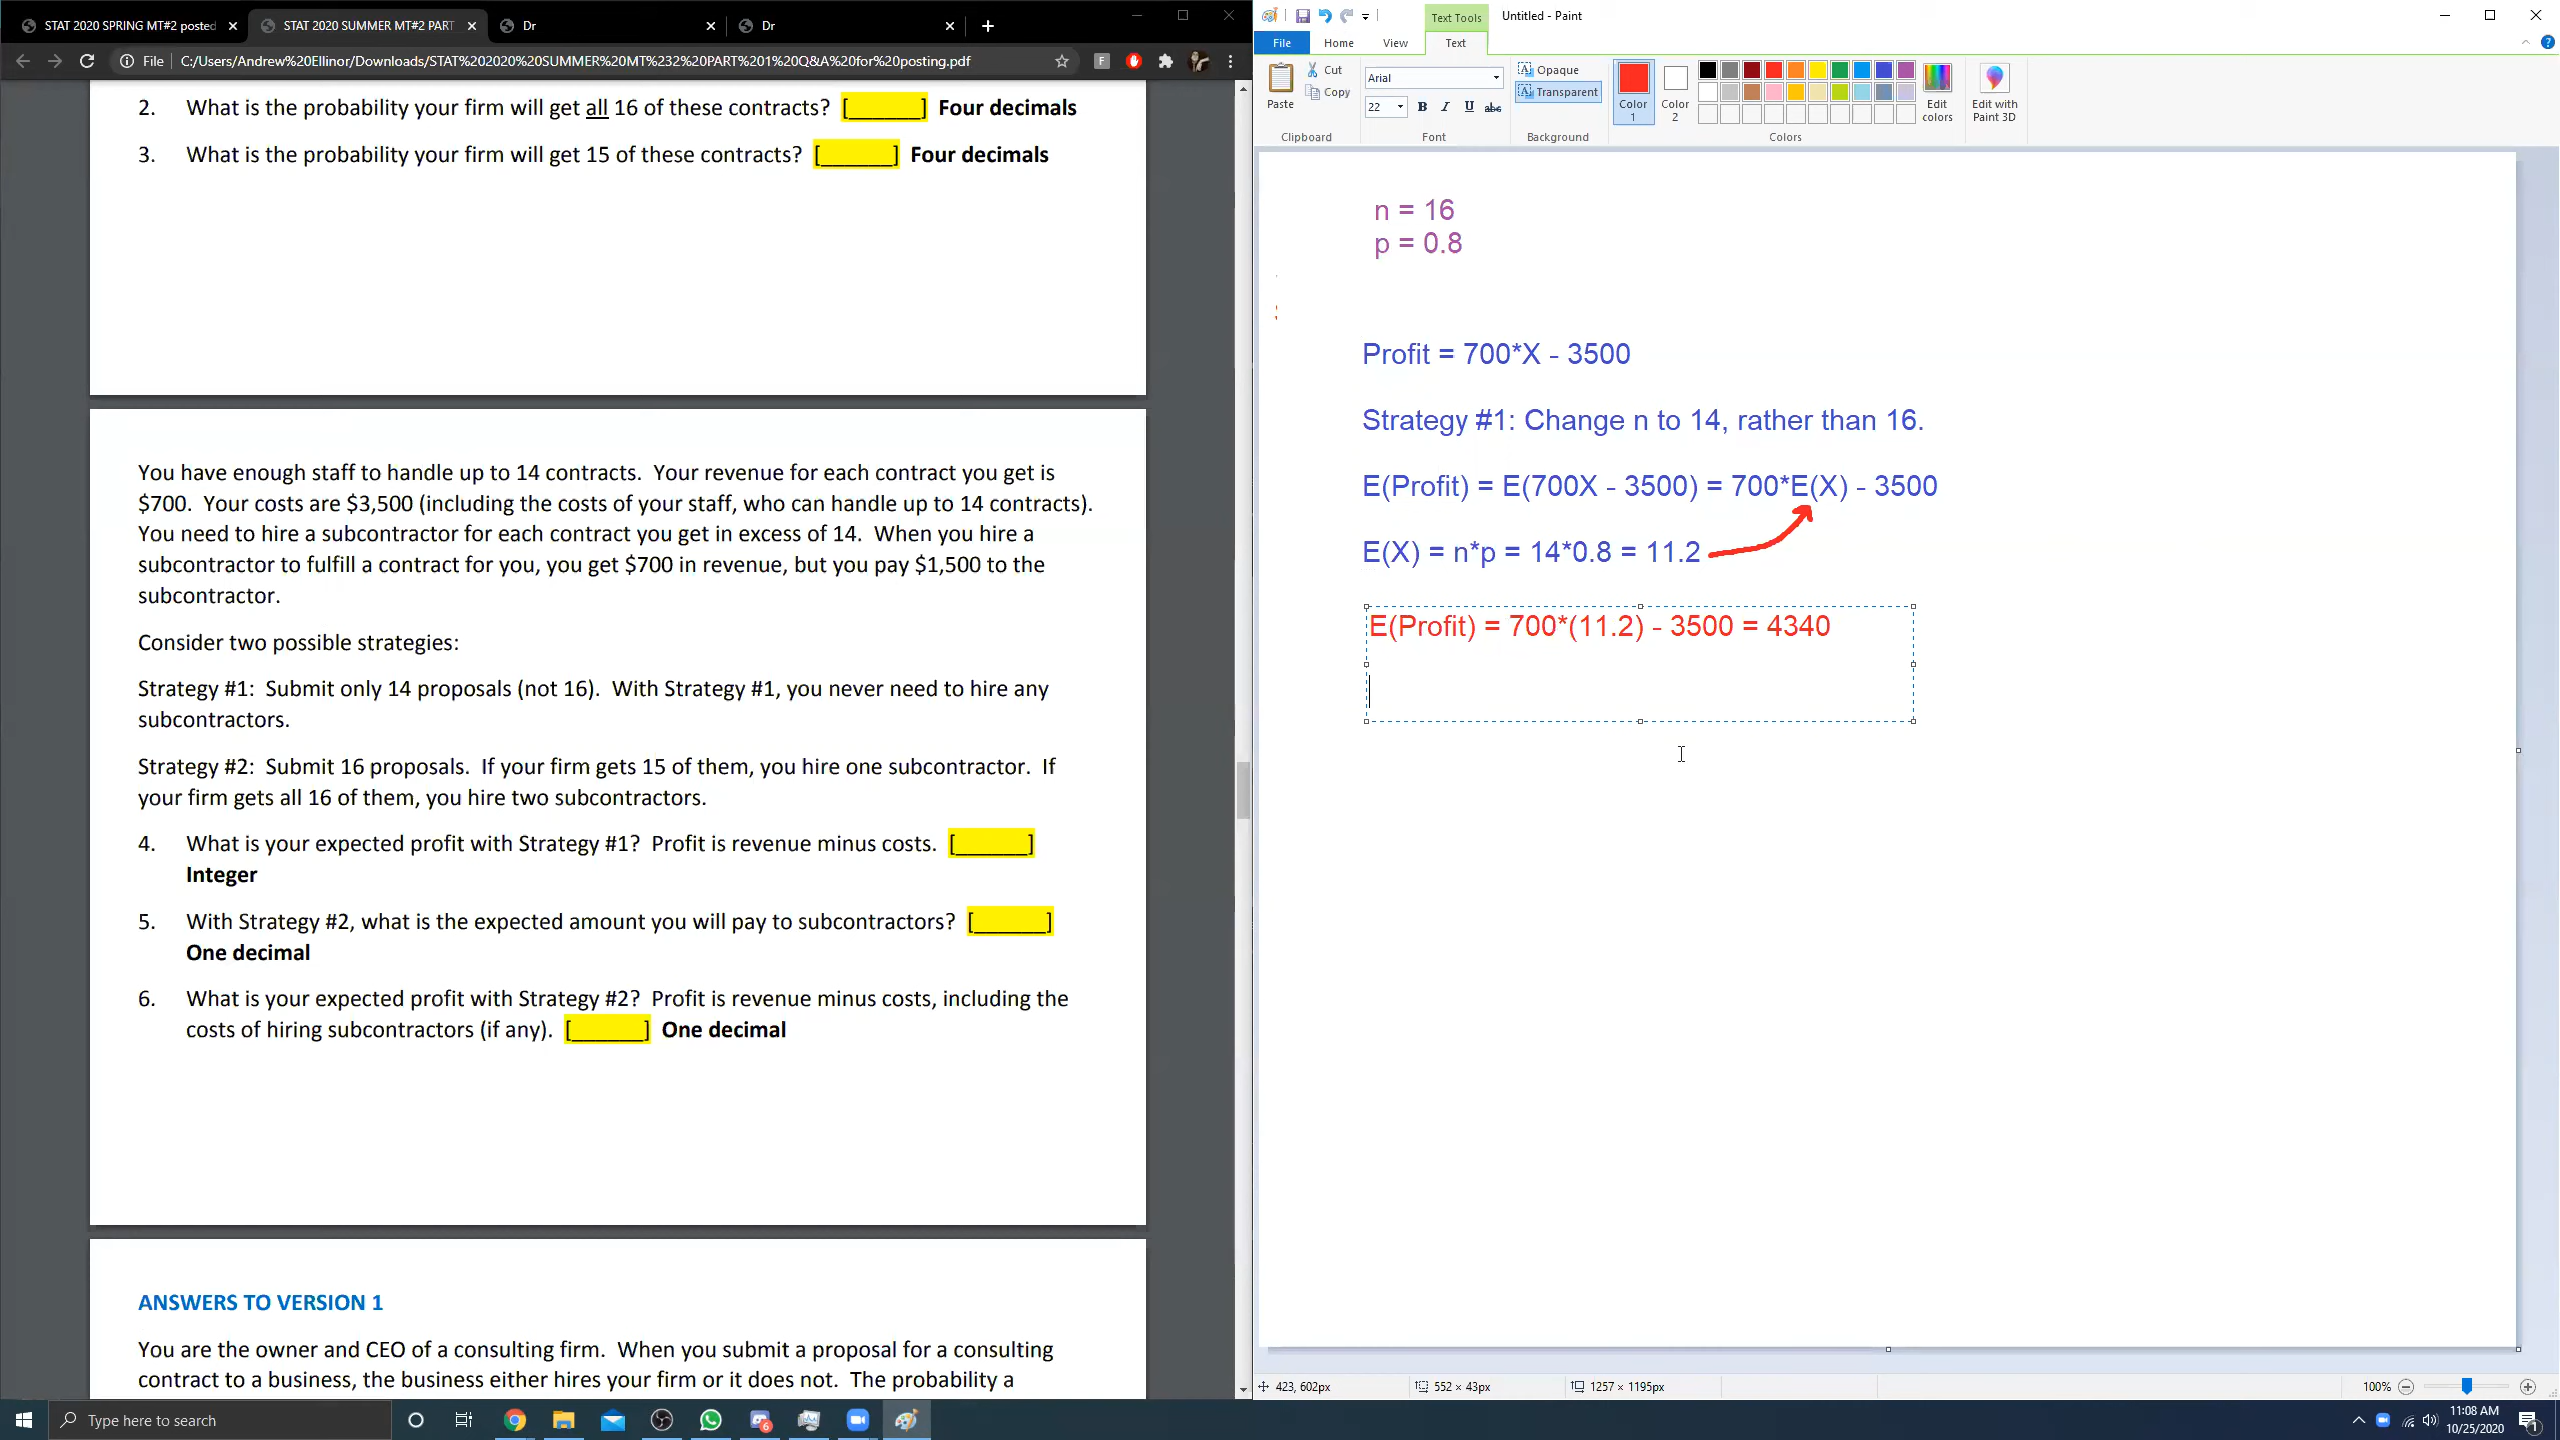 STAT 2020 SPRING MT#2 posted
STAT 2020 SUMMER MT#2 PART
Dr
Dr
File
C:/Users/Andrew%20Ellinor/Downloads/STAT%202020%20SUMMER%20MT%232%20PART%201%20Q&A%20for%20posting.pdf
2. What is the probability your firm will get all 16 of these contracts? [______] Four decimals
3. What is the probability your firm will get 15 of these contracts? [______] Four decimals
You have enough staff to handle up to 14 contracts. Your revenue for each contract you get is
$700. Your costs are $3,500 (including the costs of your staff, who can handle up to 14 contracts).
You need to hire a subcontractor for each contract you get in excess of 14. When you hire a
subcontractor to fulfill a contract for you, you get $700 in revenue, but you pay $1,500 to the
subcontractor.
Consider two possible strategies:
Strategy #1: Submit only 14 proposals (not 16). With Strategy #1, you never need to hire any
subcontractors.
Strategy #2: Submit 16 proposals. If your firm gets 15 of them, you hire one subcontractor. If
your firm gets all 16 of them, you hire two subcontractors.
4. What is your expected profit with Strategy #1? Profit is revenue minus costs. [______]
Integer
5. With Strategy #2, what is the expected amount you will pay to subcontractors? [______]
One decimal
6. What is your expected profit with Strategy #2? Profit is revenue minus costs, including the
costs of hiring subcontractors (if any). [______] One decimal
ANSWERS TO VERSION 1
You are the owner and CEO of a consulting firm. When you submit a proposal for a consulting
contract to a business, the business either hires your firm or it does not. The probability a
Text Tools
Untitled - Paint
File
Home
View
Text
Paste
Cut
Copy
Clipboard
Arial
22
B I U abc
Font
Opaque
Transparent
Background
Color
1
Color
2
Edit
colors
Colors
Edit with
Paint 3D
n = 16
p = 0.8
Profit = 700*X - 3500
Strategy #1: Change n to 14, rather than 16.
E(Profit) = E(700X - 3500) = 700*E(X) - 3500
E(X) = n*p = 14*0.8 = 11.2
E(Profit) = 700*(11.2) - 3500 = 4340
423, 602px
552 × 43px
1257 × 1195px
100%
Type here to search
6
11:08 AM
10/25/2020
1